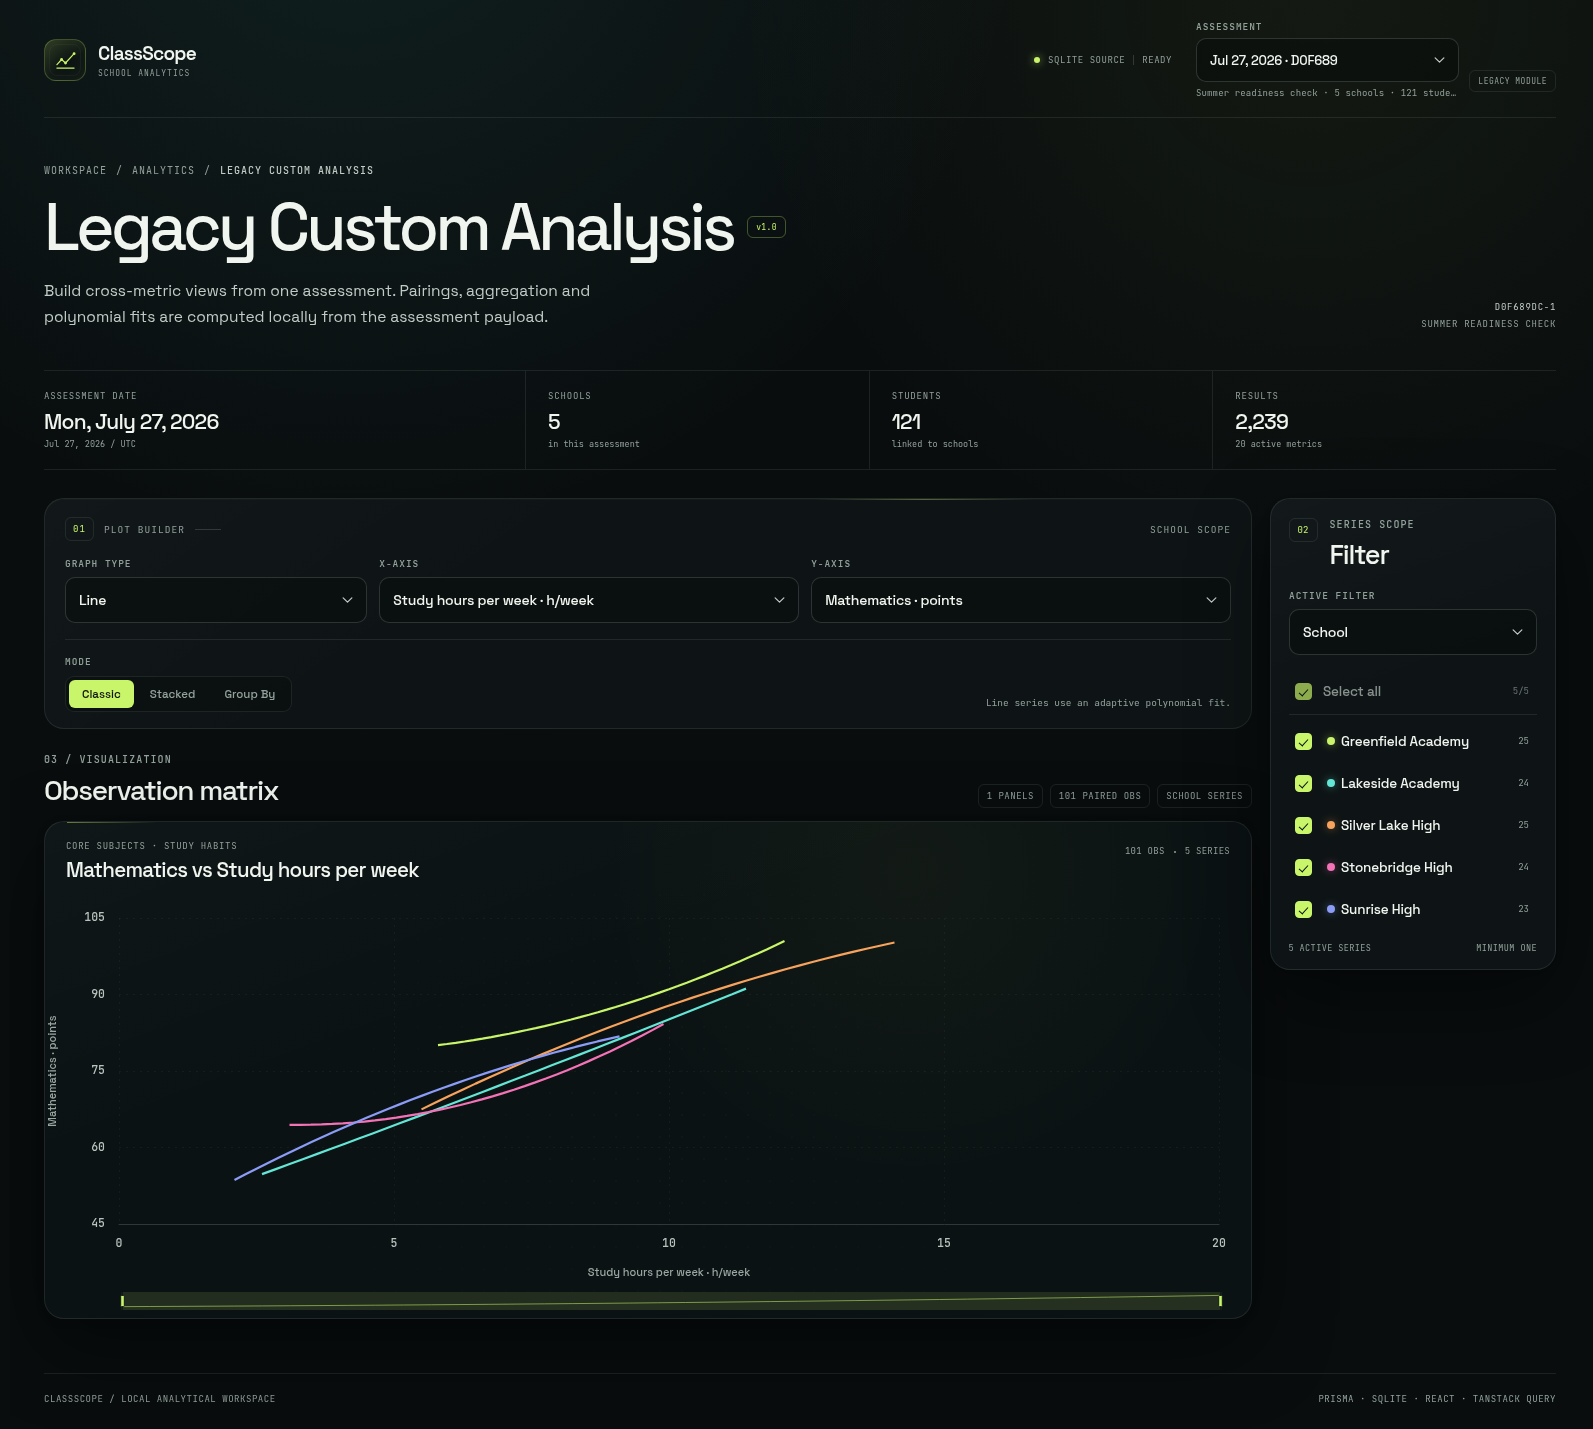 ClassScope
SCHOOL ANALYTICS
SQLITE SOURCE | READY
ASSESSMENT
Jul 27, 2026 · D0F689
Summer readiness check · 5 schools · 121 stude…
LEGACY MODULE
WORKSPACE / ANALYTICS / LEGACY CUSTOM ANALYSIS
Legacy Custom Analysis
v1.0
Build cross-metric views from one assessment. Pairings, aggregation and
polynomial fits are computed locally from the assessment payload.
D0F689DC-1
SUMMER READINESS CHECK
ASSESSMENT DATE
Mon, July 27, 2026
Jul 27, 2026 / UTC
SCHOOLS
5
in this assessment
STUDENTS
121
linked to schools
RESULTS
2,239
20 active metrics
01 PLOT BUILDER
SCHOOL SCOPE
GRAPH TYPE
Line
X-AXIS
Study hours per week · h/week
Y-AXIS
Mathematics · points
MODE
Classic Stacked Group By
Line series use an adaptive polynomial fit.
02 SERIES SCOPE
Filter
ACTIVE FILTER
School
Select all 5/5
Greenfield Academy 25
Lakeside Academy 24
Silver Lake High 25
Stonebridge High 24
Sunrise High 23
5 ACTIVE SERIES MINIMUM ONE
03 / VISUALIZATION
Observation matrix
1 PANELS 101 PAIRED OBS SCHOOL SERIES
CORE SUBJECTS · STUDY HABITS
Mathematics vs Study hours per week
101 OBS · 5 SERIES
105
90
75
60
45
Mathematics · points
0 5 10 15 20
Study hours per week · h/week
CLASSSCOPE / LOCAL ANALYTICAL WORKSPACE
PRISMA · SQLITE · REACT · TANSTACK QUERY